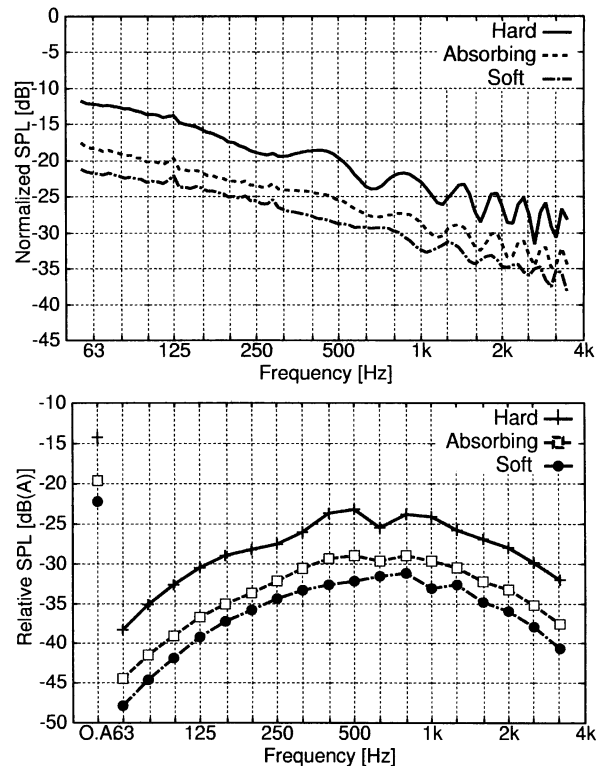 0
-5
-10
-15
-20
-25
-30
-35
-40
-45
Normalized SPL [dB]
Hard
Absorbing
Soft
63 125 250 500 1k 2k 4k
Frequency [Hz]
-10
-15
-20
-25
-30
-35
-40
-45
-50
Relative SPL [dB(A)]
Hard
Absorbing
Soft
O.A63 125 250 500 1k 2k 4k
Frequency [Hz]